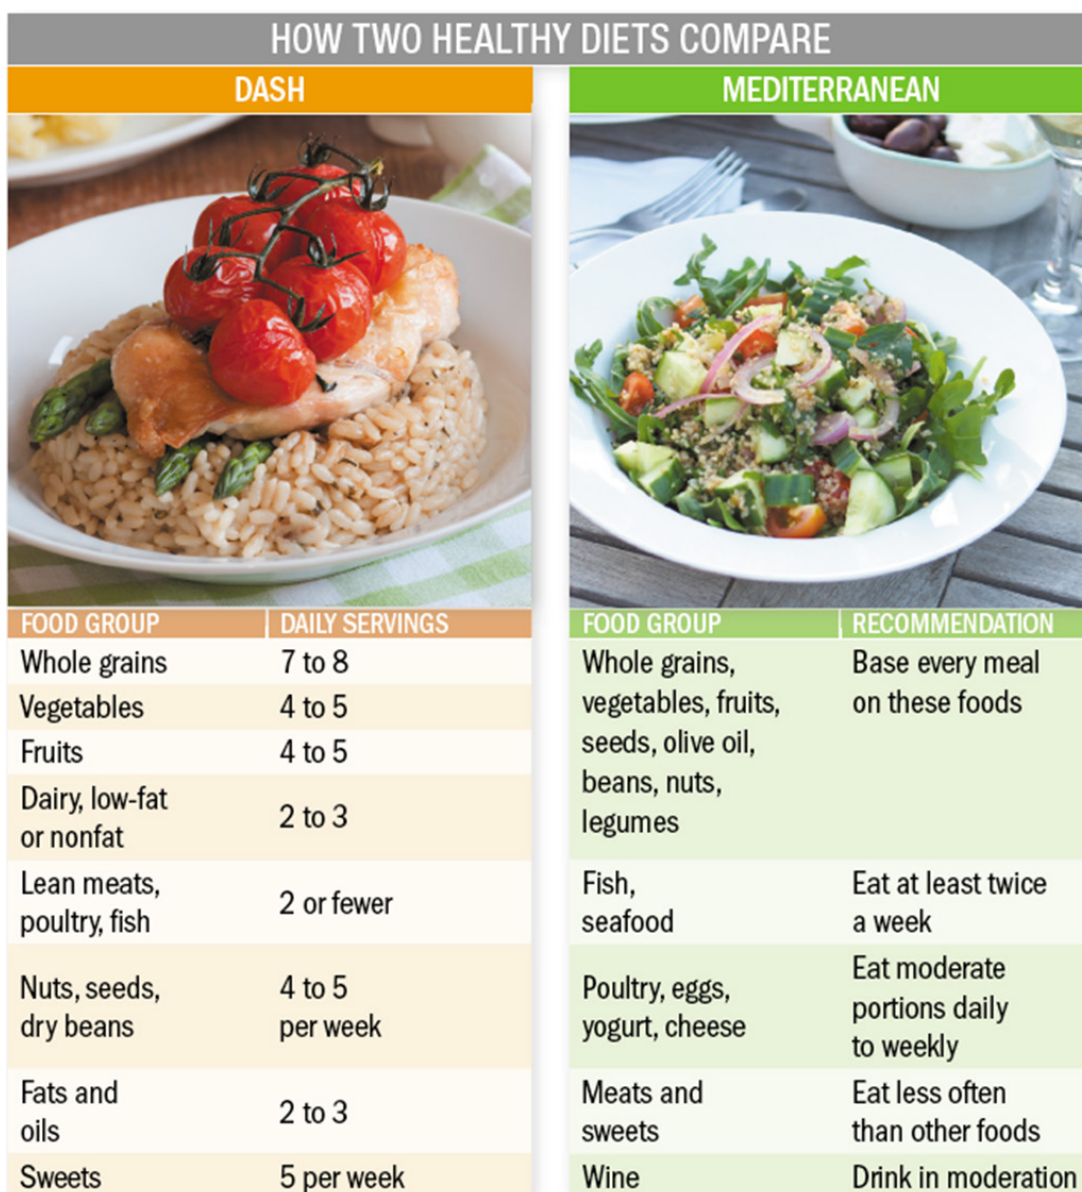 HOW TWO HEALTHY DIETS COMPARE
DASH
FOOD GROUP DAILY SERVINGS
Whole grains 7 to 8
Vegetables 4 to 5
Fruits 4 to 5
Dairy, low-fat
or nonfat
2 to 3
Lean meats,
poultry, fish
2 or fewer
Nuts, seeds,
dry beans
4 to 5
per week
Fats and
oils
2 to 3
Sweets 5 per week
MEDITERRANEAN
FOOD GROUP RECOMMENDATION
Whole grains,
vegetables, fruits,
seeds, olive oil,
beans, nuts,
legumes
Base every meal
on these foods
Fish,
seafood
Eat at least twice
a week
Poultry, eggs,
yogurt, cheese
Eat moderate
portions daily
to weekly
Meats and
sweets
Eat less often
than other foods
Wine Drink in moderation